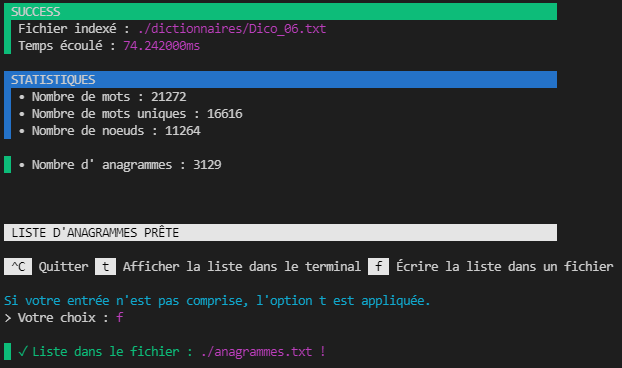 SUCCESS
Fichier indexé : ./dictionnaires/Dico_06.txt
Temps écoulé : 74.242000ms
STATISTIQUES
• Nombre de mots : 21272
• Nombre de mots uniques : 16616
• Nombre de noeuds : 11264
• Nombre d' anagrammes : 3129
LISTE D'ANAGRAMMES PRÊTE
^C Quitter t Afficher la liste dans le terminal f Écrire la liste dans un fichier
Si votre entrée n'est pas comprise, l'option t est appliquée.
> Votre choix : f
✓ Liste dans le fichier : ./anagrammes.txt !